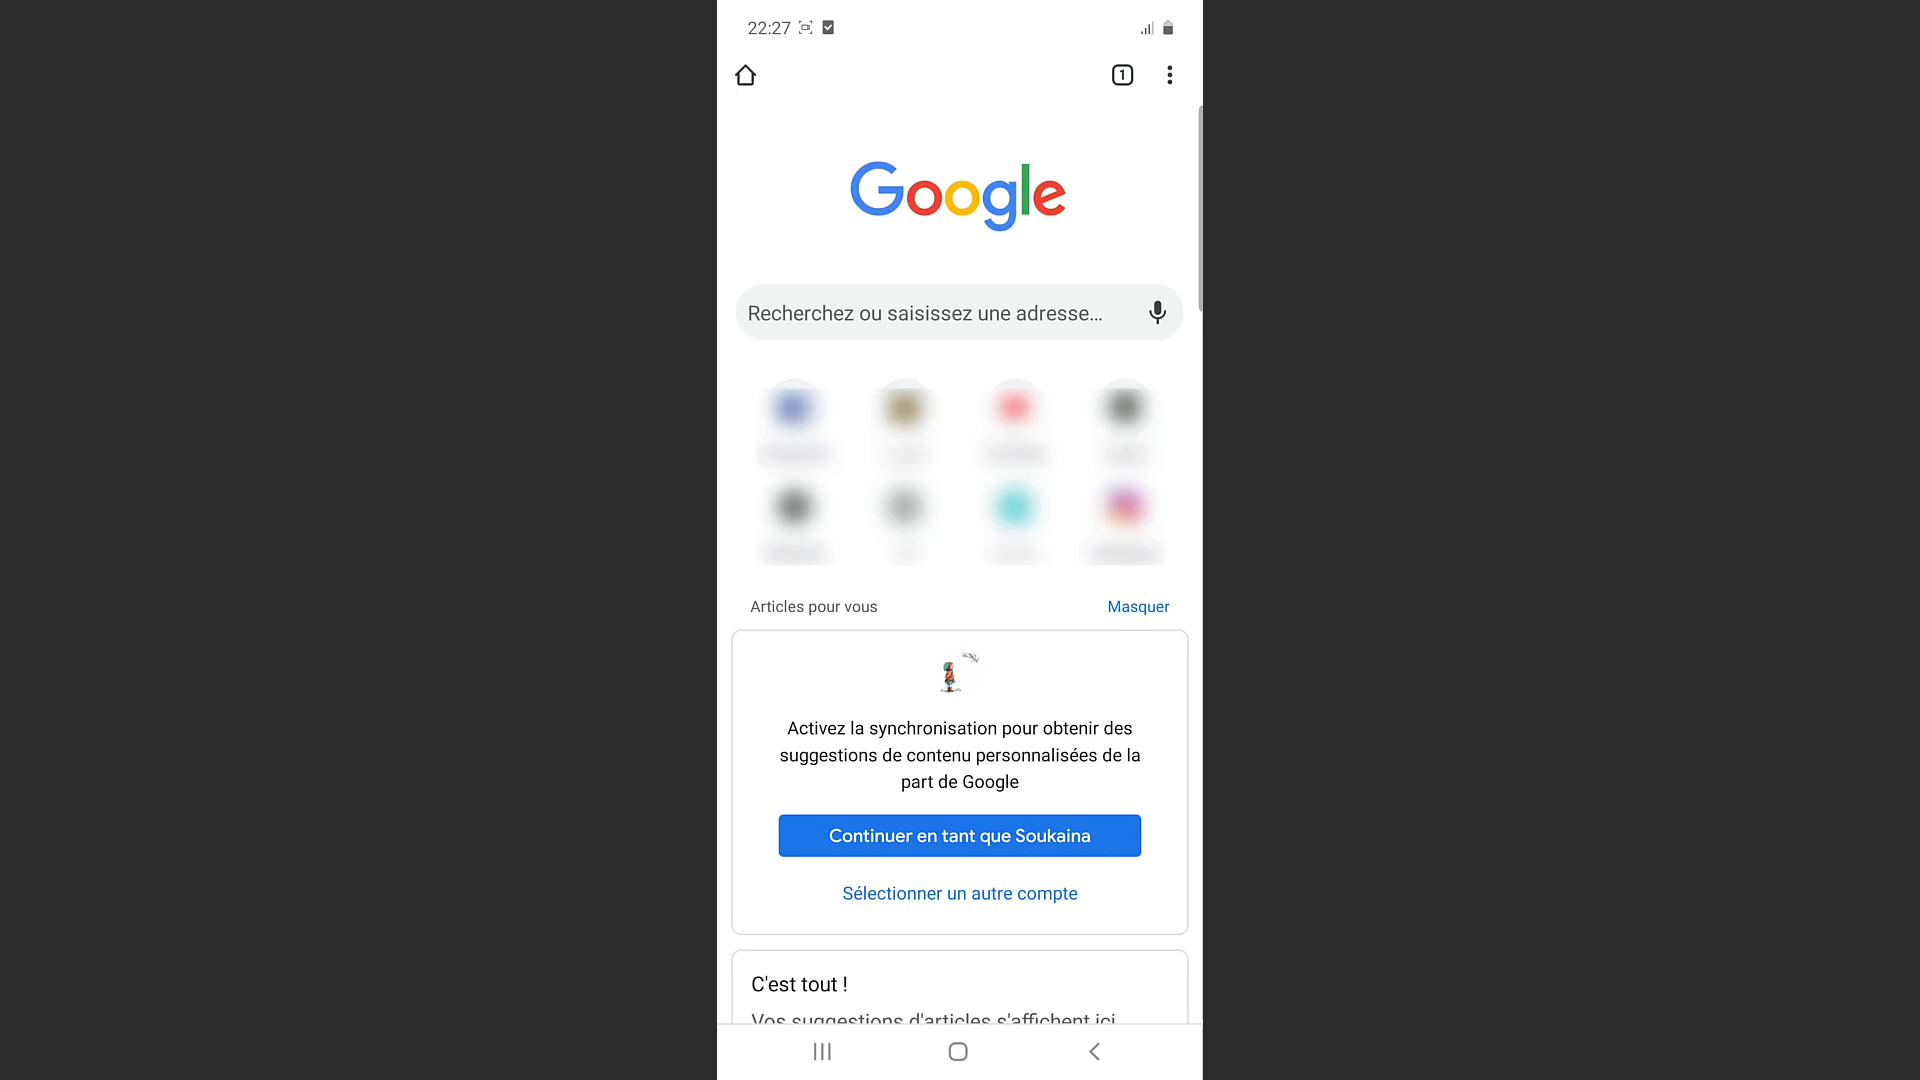 22:27
1
Google
Recherchez ou saisissez une adresse...
Articles pour vous
Masquer
Activez la synchronisation pour obtenir des
suggestions de contenu personnalisées de la
part de Google
Continuer en tant que Soukaina
Sélectionner un autre compte
C'est tout !
Vos suggestions d'articles s'affichent ici